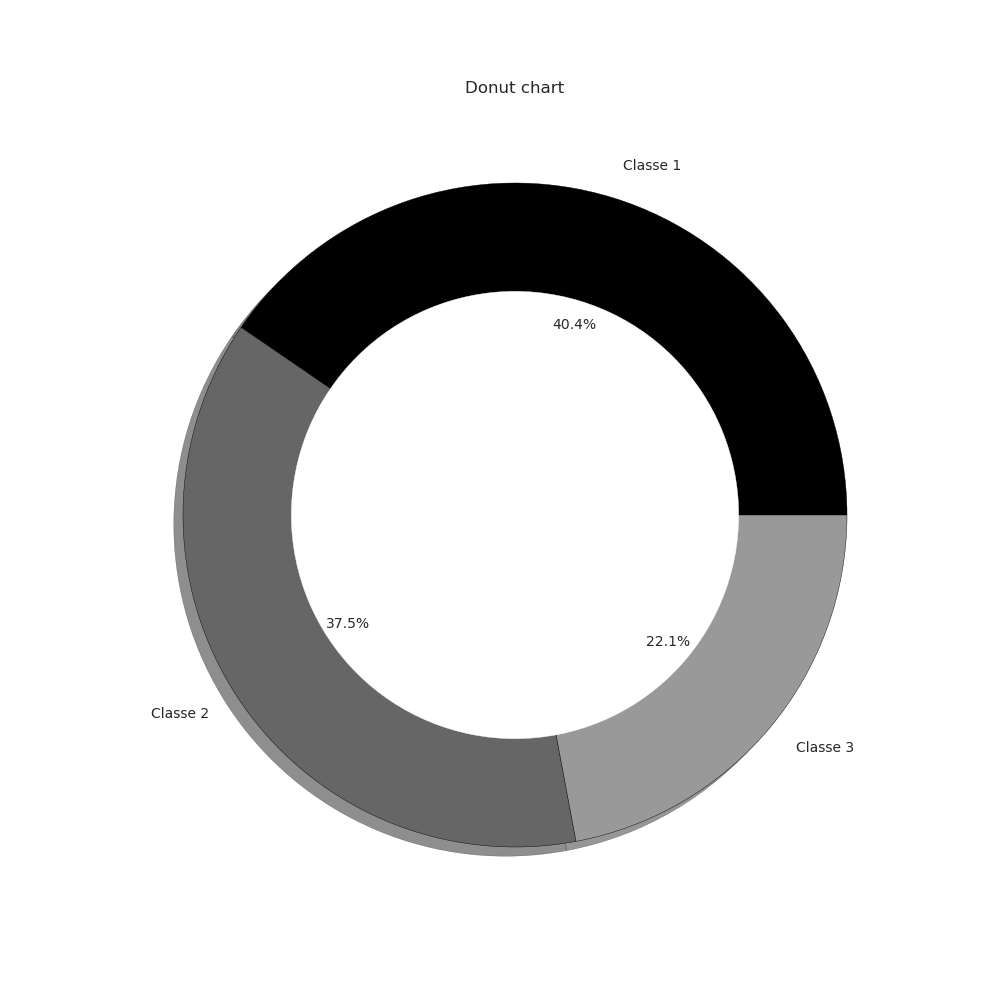 Donut chart
Classe 1
40.4%
37.5%
22.1%
Classe 2
Classe 3